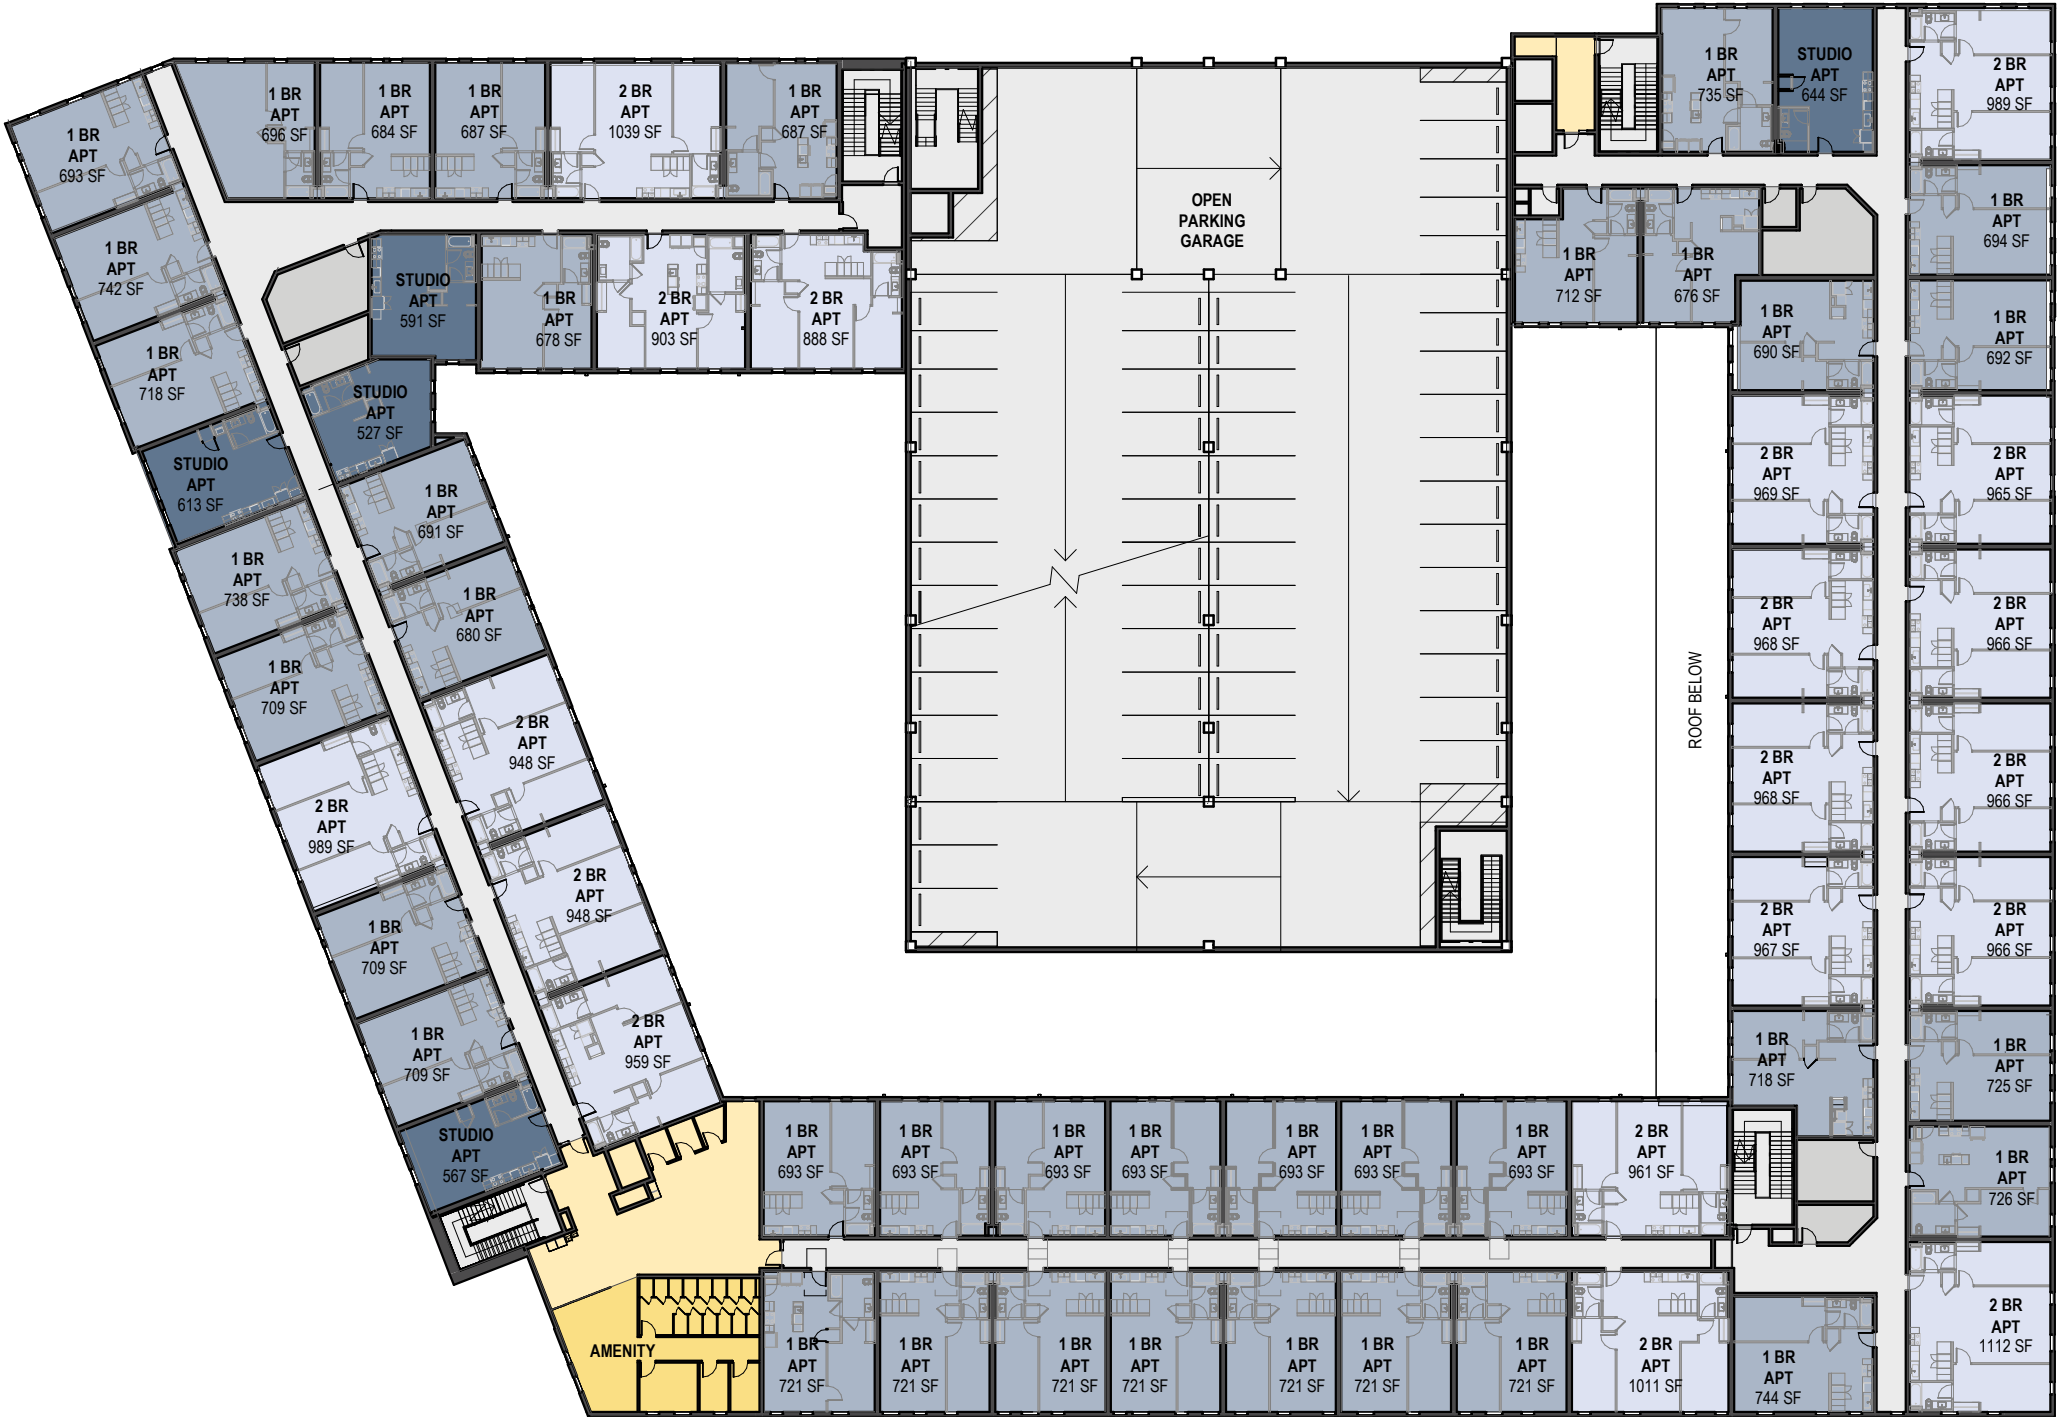 1 BR
APT
735 SF
STUDIO
APT
644 SF
2 BR
APT
989 SF
1 BR
APT
696 SF
1 BR
APT
684 SF
1 BR
APT
687 SF
2 BR
APT
1039 SF
1 BR
APT
687 SF
1 BR
APT
693 SF
1 BR
APT
742 SF
1 BR
APT
718 SF
STUDIO
APT
613 SF
STUDIO
APT
591 SF
1 BR
APT
678 SF
2 BR
APT
903 SF
2 BR
APT
888 SF
STUDIO
APT
527 SF
OPEN
PARKING
GARAGE
1 BR
APT
712 SF
1 BR
APT
676 SF
1 BR
APT
694 SF
1 BR
APT
690 SF
1 BR
APT
692 SF
2 BR
APT
969 SF
2 BR
APT
965 SF
2 BR
APT
968 SF
2 BR
APT
966 SF
2 BR
APT
968 SF
2 BR
APT
966 SF
2 BR
APT
967 SF
2 BR
APT
966 SF
1 BR
APT
718 SF
1 BR
APT
725 SF
1 BR
APT
726 SF
2 BR
APT
1112 SF
1 BR
APT
744 SF
ROOF BELOW
1 BR
APT
691 SF
1 BR
APT
738 SF
1 BR
APT
680 SF
1 BR
APT
709 SF
2 BR
APT
948 SF
2 BR
APT
989 SF
2 BR
APT
948 SF
1 BR
APT
709 SF
2 BR
APT
959 SF
1 BR
APT
709 SF
STUDIO
APT
567 SF
1 BR
APT
693 SF
1 BR
APT
693 SF
1 BR
APT
693 SF
1 BR
APT
693 SF
1 BR
APT
693 SF
1 BR
APT
693 SF
1 BR
APT
693 SF
2 BR
APT
961 SF
AMENITY
1 BR
APT
721 SF
1 BR
APT
721 SF
1 BR
APT
721 SF
1 BR
APT
721 SF
1 BR
APT
721 SF
1 BR
APT
721 SF
1 BR
APT
721 SF
2 BR
APT
1011 SF